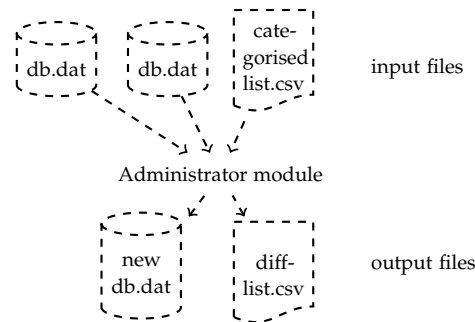 db.dat
db.dat
cate-
gorised
list.csv
input files
Administrator module
new
db.dat
diff-
list.csv
output files